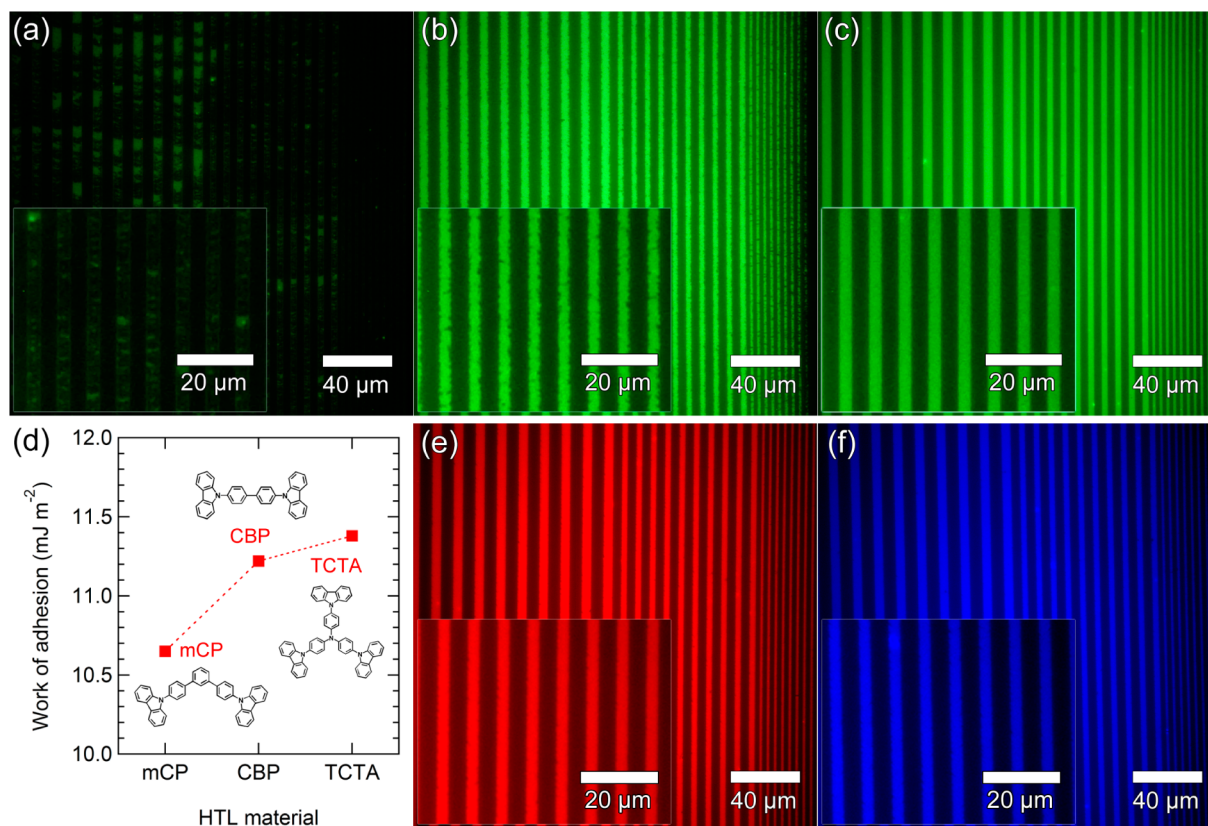 (a)
20 µm
40 µm
(b)
20 µm
40 µm
(c)
20 µm
40 µm
(d)
Work of adhesion (mJ m⁻²)
12.0
11.5
11.0
10.5
10.0
N
N
CBP
TCTA
N
N
N
N
mCP
N
N
mCP
CBP
TCTA
HTL material
(e)
20 µm
40 µm
(f)
20 µm
40 µm